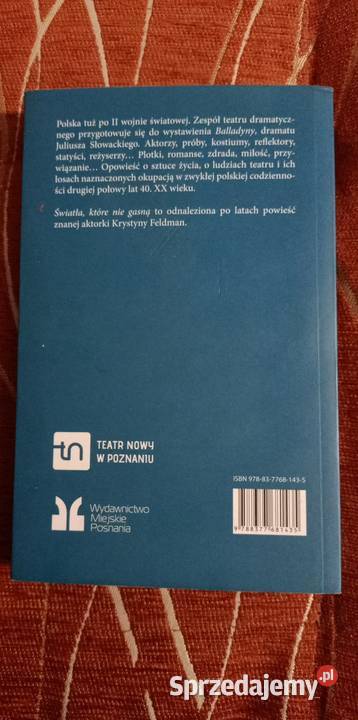 Polska tuż po II wojnie światowej. Zespół teatru dramatycz-
nego przygotowuje się do wystawienia Balladyny, dramatu
Juliusza Słowackiego. Aktorzy, próby, kostiumy, reflektory,
statyści, reżyserzy... Plotki, romanse, zdrada, miłość, przy-
wiązanie... Opowieść o sztuce życia, o ludziach teatru i ich
losach naznaczonych okupacją w zwykłej polskiej codzienno-
ności drugiej połowy lat 40. XX wieku.
Światła, które nie gasną to odnaleziona po latach powieść
znanej aktorki Krystyny Feldman.
tn
TEATR NOWY
W POZNANIU
Wydawnictwo
Miejskie
Posnania
ISBN 978-83-7768-143-5
9 788377 681435
Sprzedajemy.pl